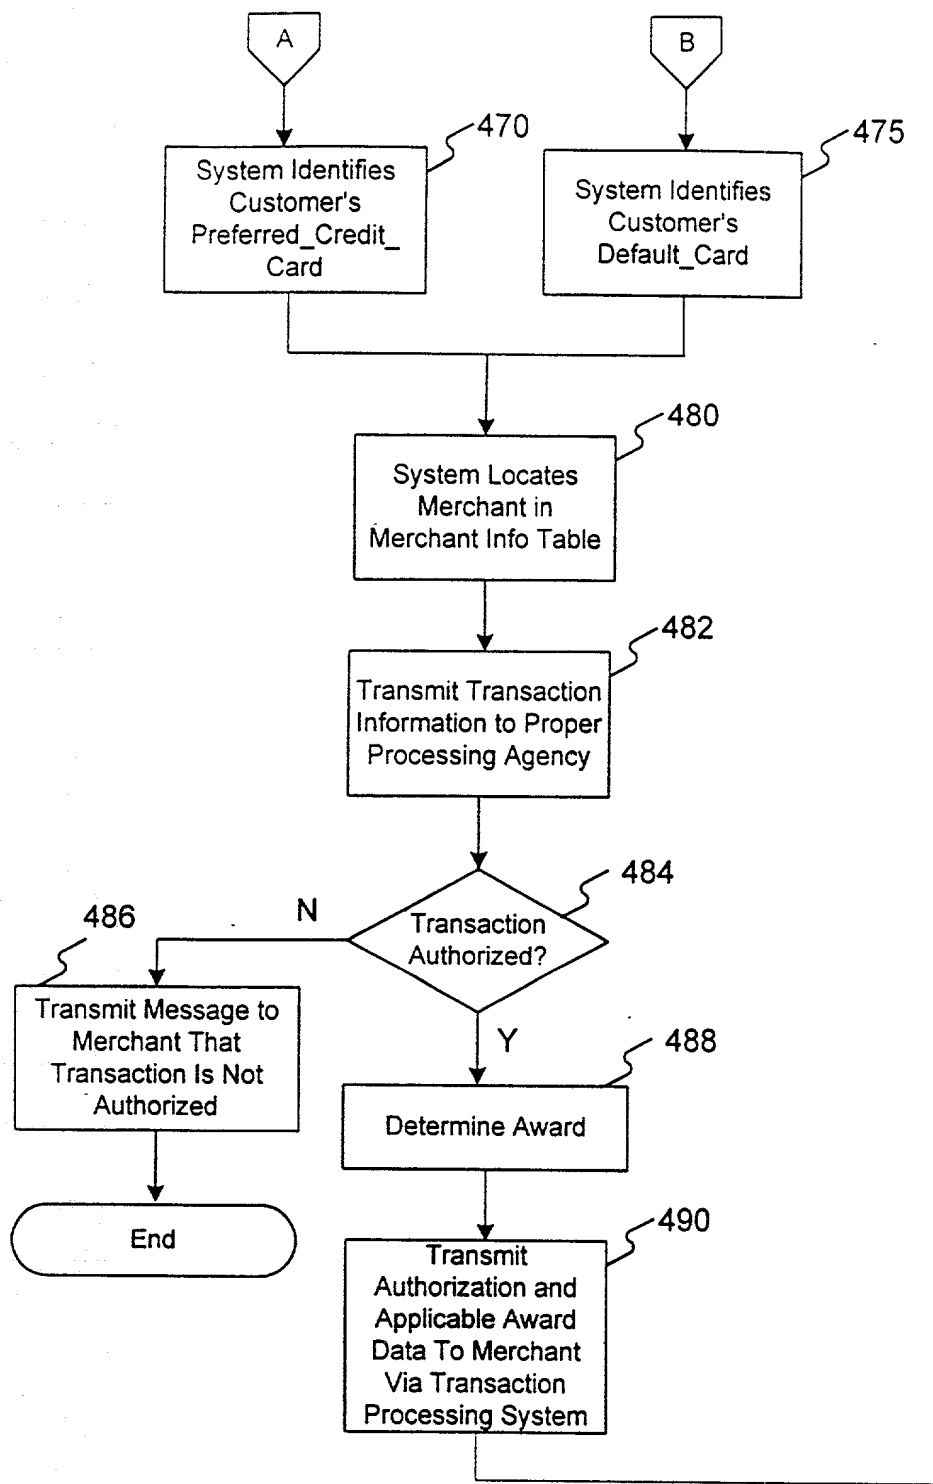 A
B
470
475
System Identifies
Customer's
Preferred_Credit_
Card
System Identifies
Customer's
Default_Card
480
System Locates
Merchant in
Merchant Info Table
482
Transmit Transaction
Information to Proper
Processing Agency
484
N
Transaction
Authorized?
486
Transmit Message to
Merchant That
Transaction Is Not
Authorized
Y
488
Determine Award
End
490
Transmit
Authorization and
Applicable Award
Data To Merchant
Via Transaction
Processing System